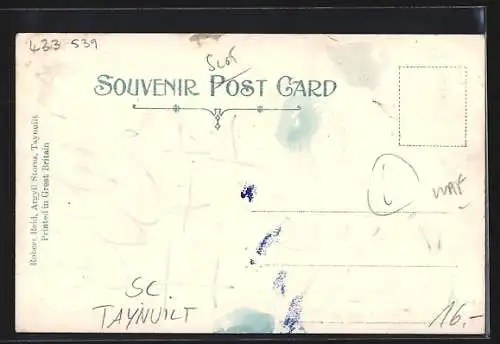 433 539
Scot
SOUVENIR POST CARD
Robert Reid, Argyll Stores, Taynuilt
Printed in Great Britain
SC.
TAYNUILT
16.-